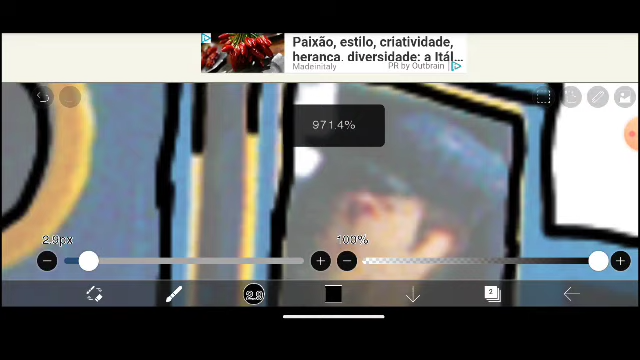 Paixão, estilo, criatividade,
herança, diversidade: a Itál...
Madeinitaly
PR by Outbrain
971.4%
2.9px
100%
2.9
2